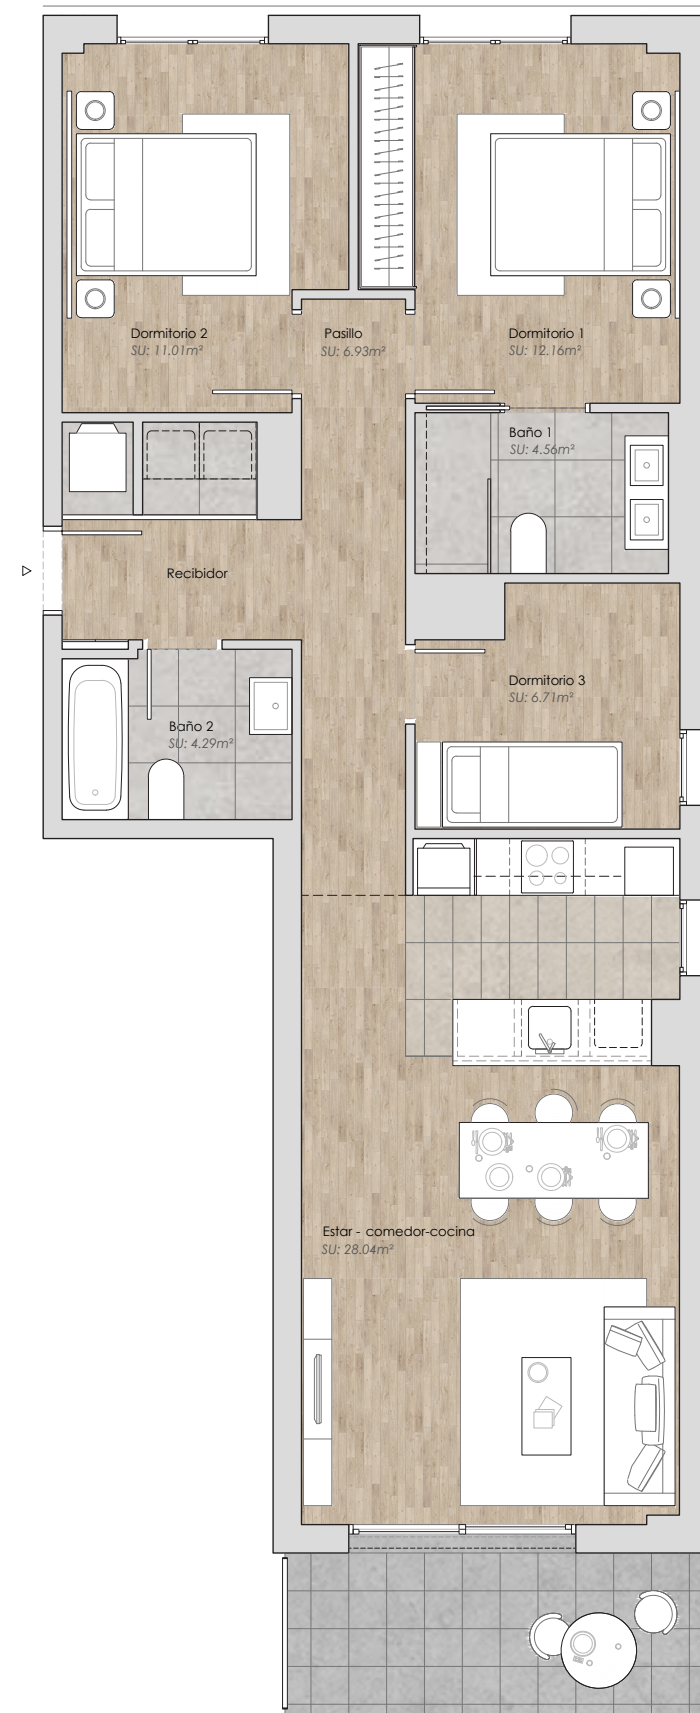 Dormitorio 2
SU: 11.01m²
Pasillo
SU: 6.93m²
Dormitorio 1
SU: 12.16m²
Baño 1
SU: 4.56m²
Recibidor
Dormitorio 3
SU: 6.71m²
Baño 2
SU: 4.29m²
Estar - comedor-cocina
SU: 28.04m²